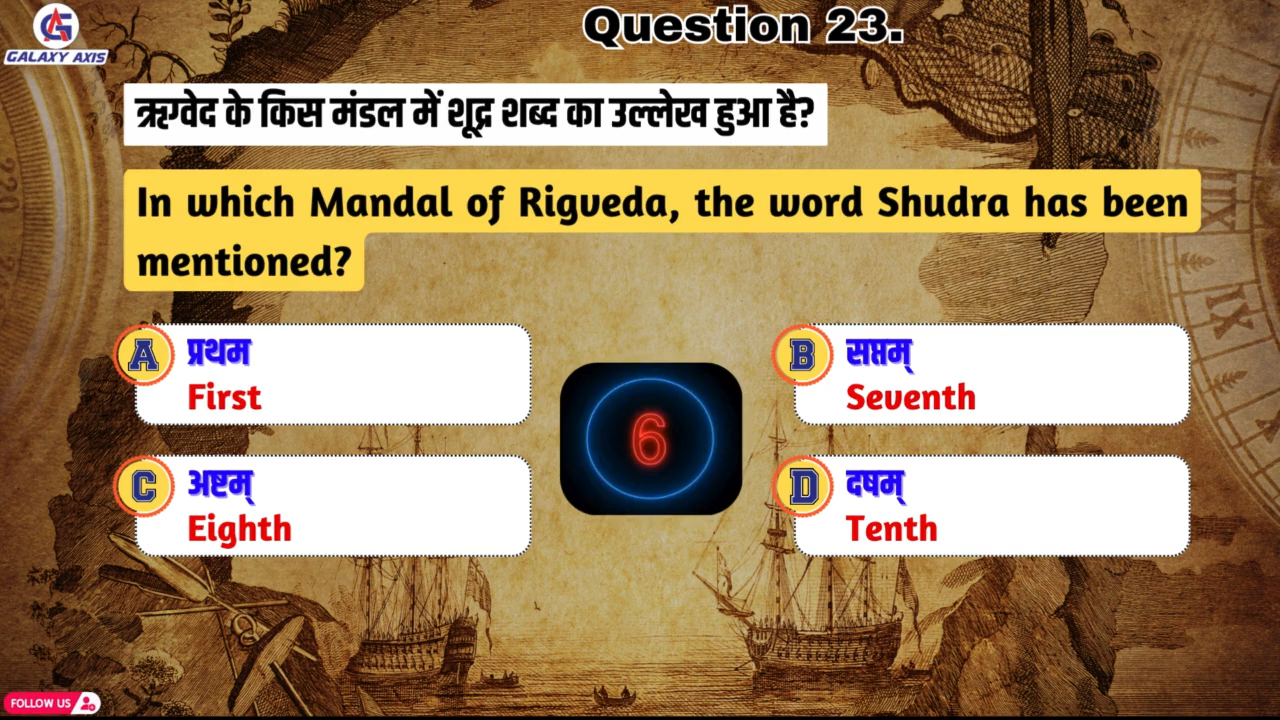 GALAXY AXIS
Question 23.
ऋग्वेद के किस मंडल में शूद्र शब्द का उल्लेख हुआ है?
In which Mandal of Rigveda, the word Shudra has been
mentioned?
A प्रथम
First
B सप्तम्
Seventh
6
C अष्टम्
Eighth
D दषम्
Tenth
FOLLOW US